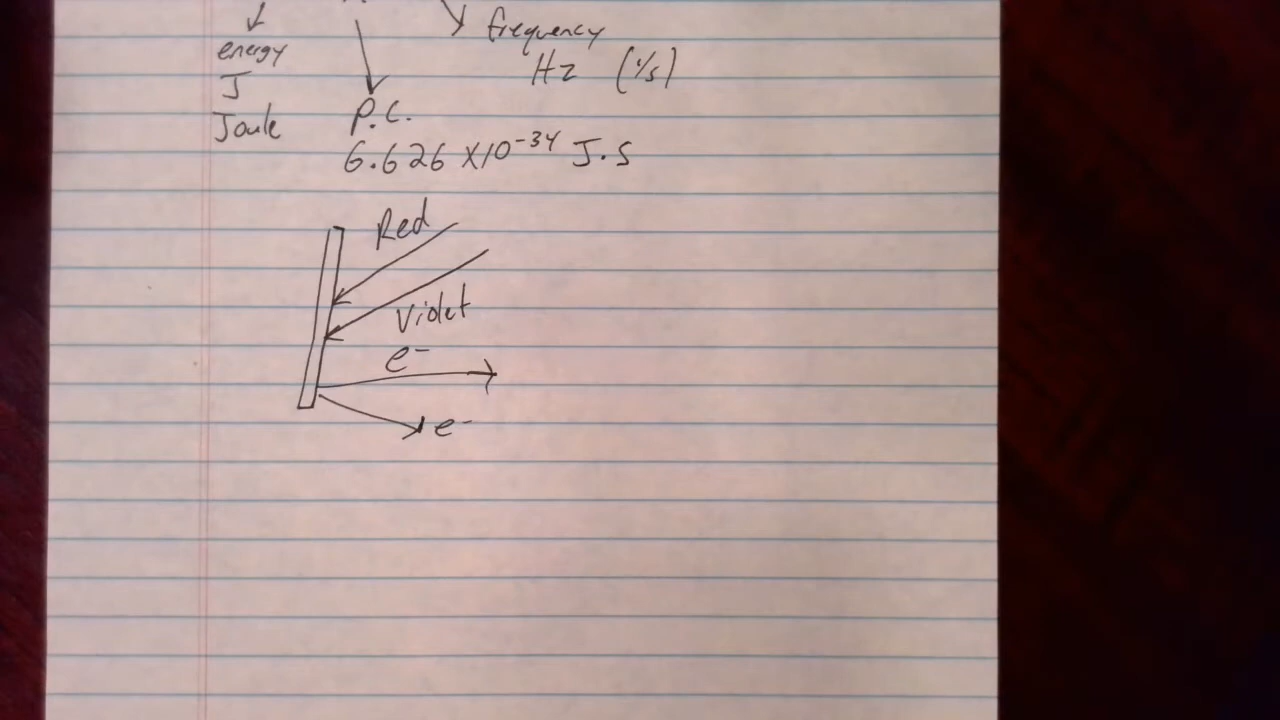 energy
frequency
J
Hz (1/s)
Joule
P.C.
6.626 x10-34 J.s
Red
Violet
e-
e-